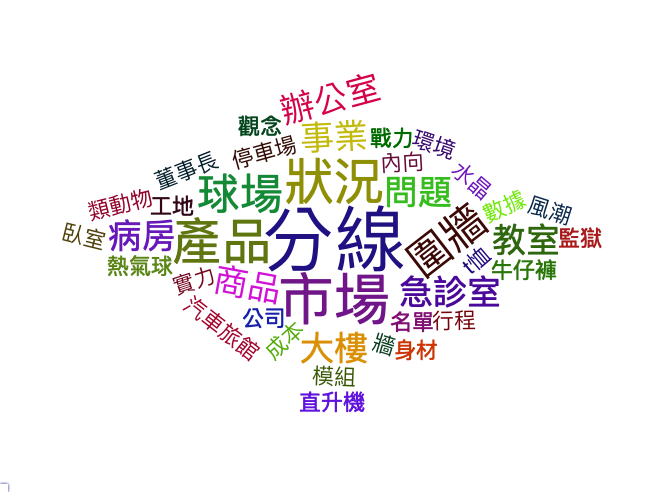 辦公室
觀念
事業
戰力
環境
停車場
董事長
內向
水晶
狀況
球場
問題
類動物
工地
數據
風潮
臥室
病房
產品
分線
圍牆
教室
監獄
熱氣球
t恤
牛仔褲
實力
商品
市場
急診室
汽車旅館
公司
名單
行程
成本
大樓
牆
身材
模組
直升機